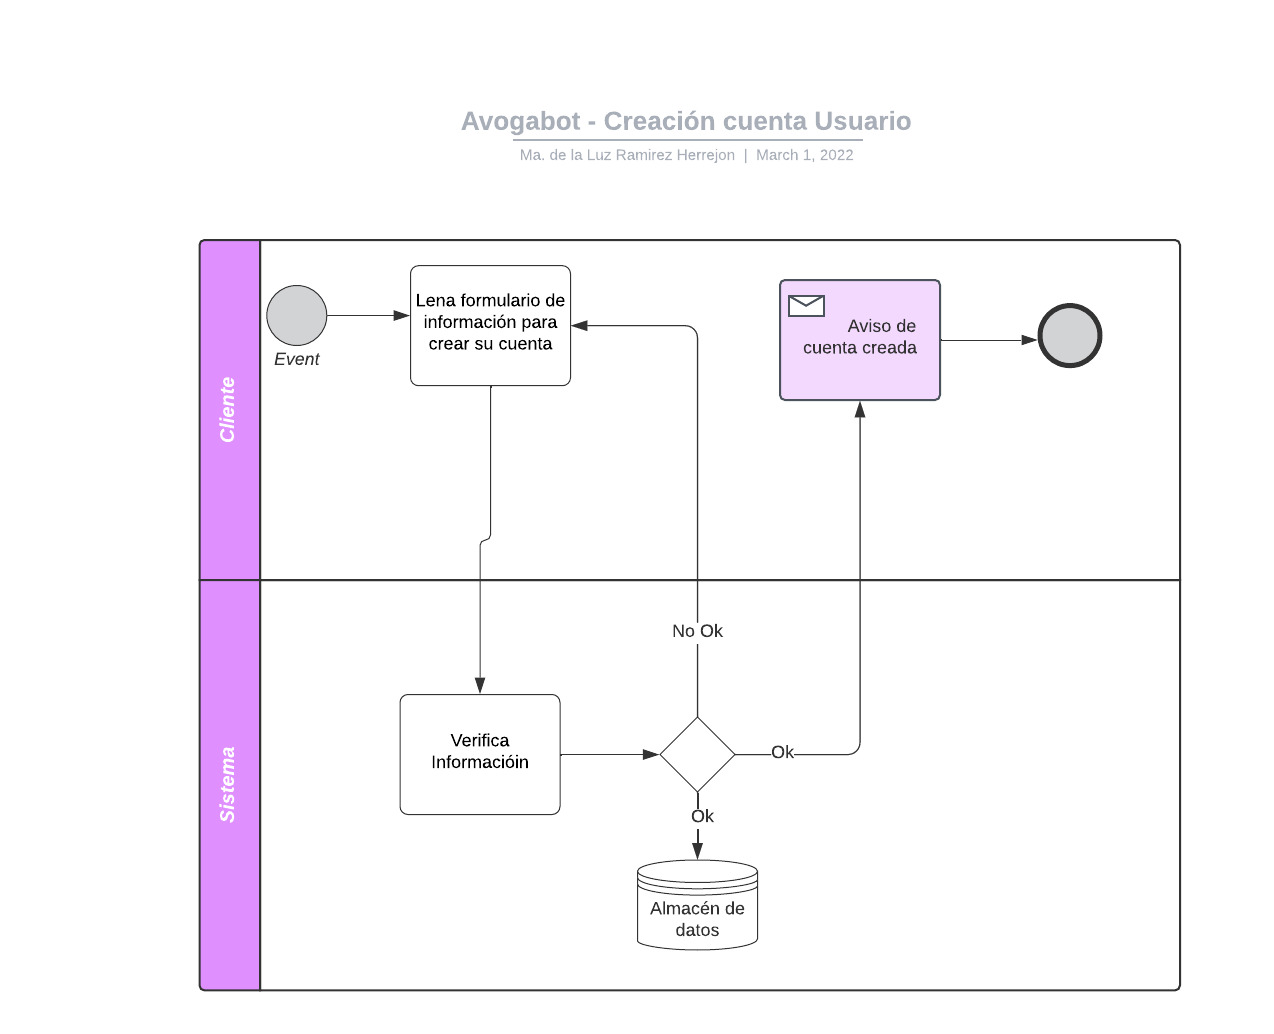 Avogabot - Creación cuenta Usuario
Ma. de la Luz Ramirez Herrejon | March 1, 2022
Cliente
Event
Lena formulario de
información para
crear su cuenta
Aviso de
cuenta creada
Sistema
No Ok
Verifica
Informacióin
Ok
Ok
Almacén de
datos